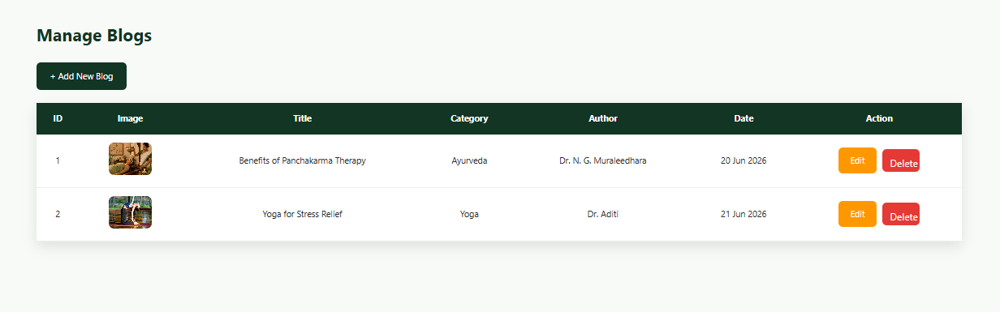 Manage Blogs
+ Add New Blog
ID Image Title Category Author Date Action
1 Benefits of Panchakarma Therapy Ayurveda Dr. N. G. Muraleedhara 20 Jun 2026 Edit Delete
2 Yoga for Stress Relief Yoga Dr. Aditi 21 Jun 2026 Edit Delete